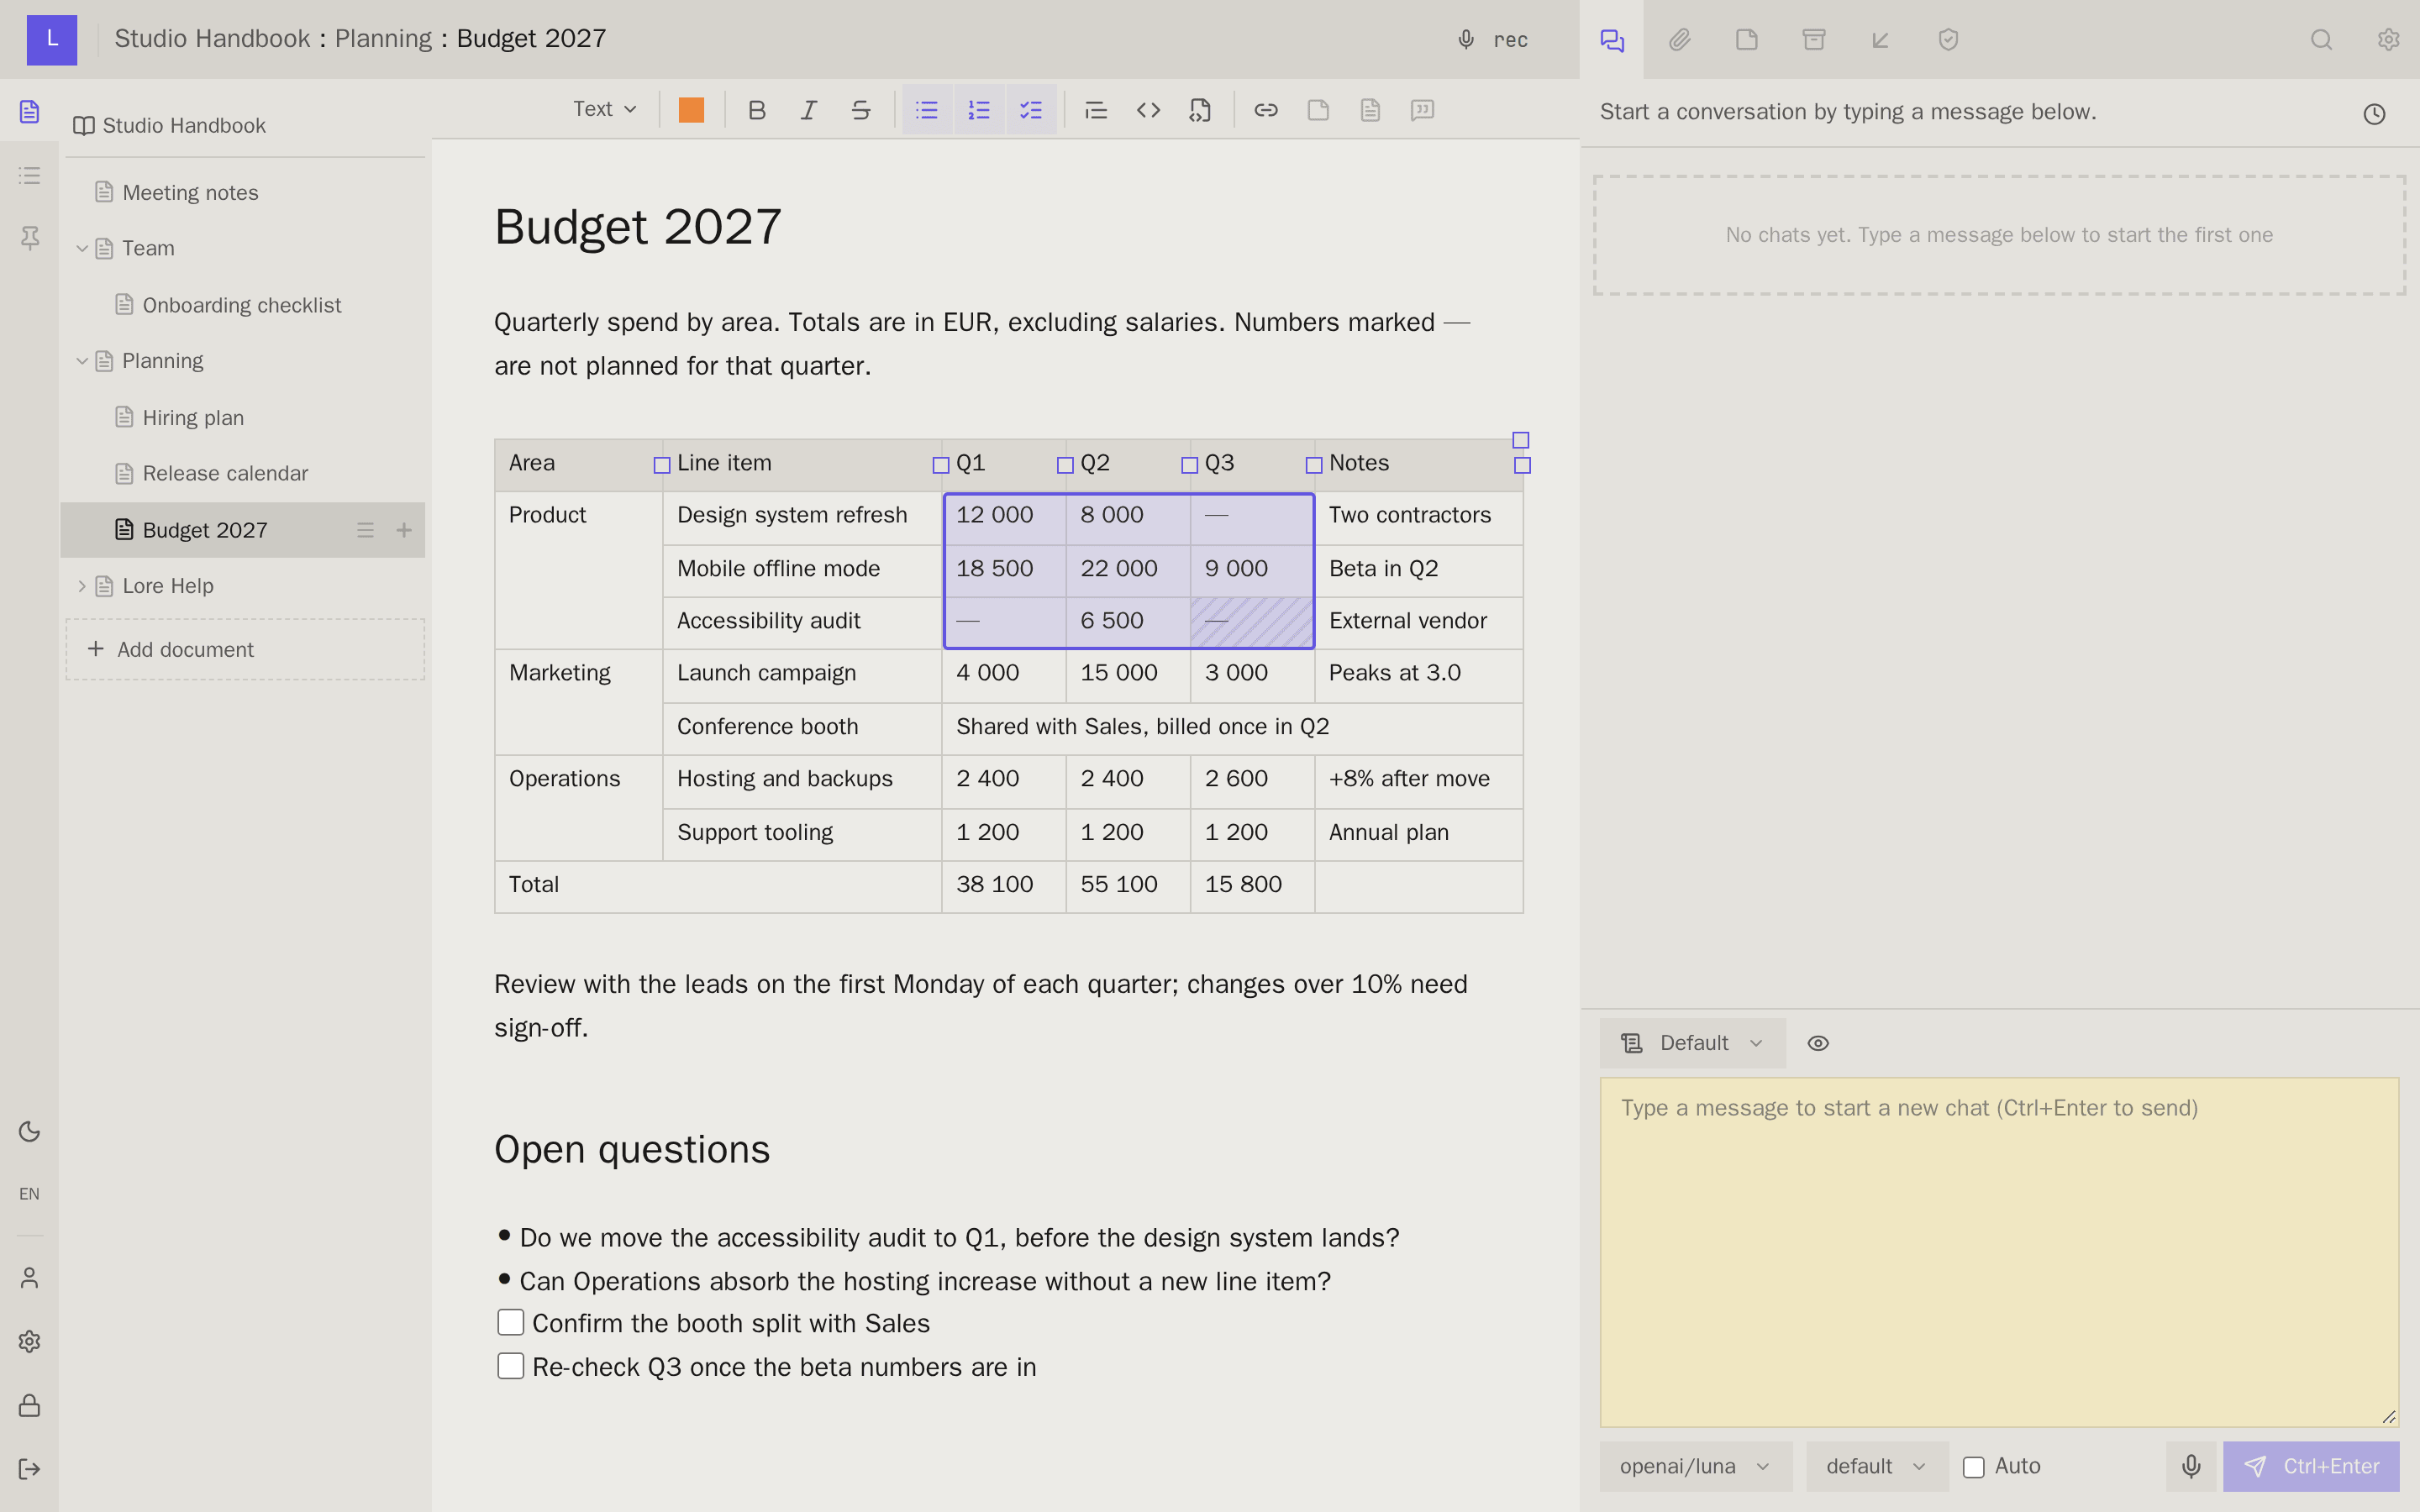 L
Studio Handbook : Planning : Budget 2027
rec
Text
Start a conversation by typing a message below.
Studio Handbook
Meeting notes
Team
Onboarding checklist
Planning
Hiring plan
Release calendar
Budget 2027
Lore Help
Add document
EN
Budget 2027
Quarterly spend by area. Totals are in EUR, excluding salaries. Numbers marked —
are not planned for that quarter.
Area Line item Q1 Q2 Q3 Notes
Product Design system refresh 12 000 8 000 — Two contractors
Mobile offline mode 18 500 22 000 9 000 Beta in Q2
Accessibility audit — 6 500 — External vendor
Marketing Launch campaign 4 000 15 000 3 000 Peaks at 3.0
Conference booth Shared with Sales, billed once in Q2
Operations Hosting and backups 2 400 2 400 2 600 +8% after move
Support tooling 1 200 1 200 1 200 Annual plan
Total 38 100 55 100 15 800
Review with the leads on the first Monday of each quarter; changes over 10% need
sign-off.
Open questions
• Do we move the accessibility audit to Q1, before the design system lands?
• Can Operations absorb the hosting increase without a new line item?
Confirm the booth split with Sales
Re-check Q3 once the beta numbers are in
No chats yet. Type a message below to start the first one
Default
Type a message to start a new chat (Ctrl+Enter to send)
openai/luna
default
Auto
Ctrl+Enter